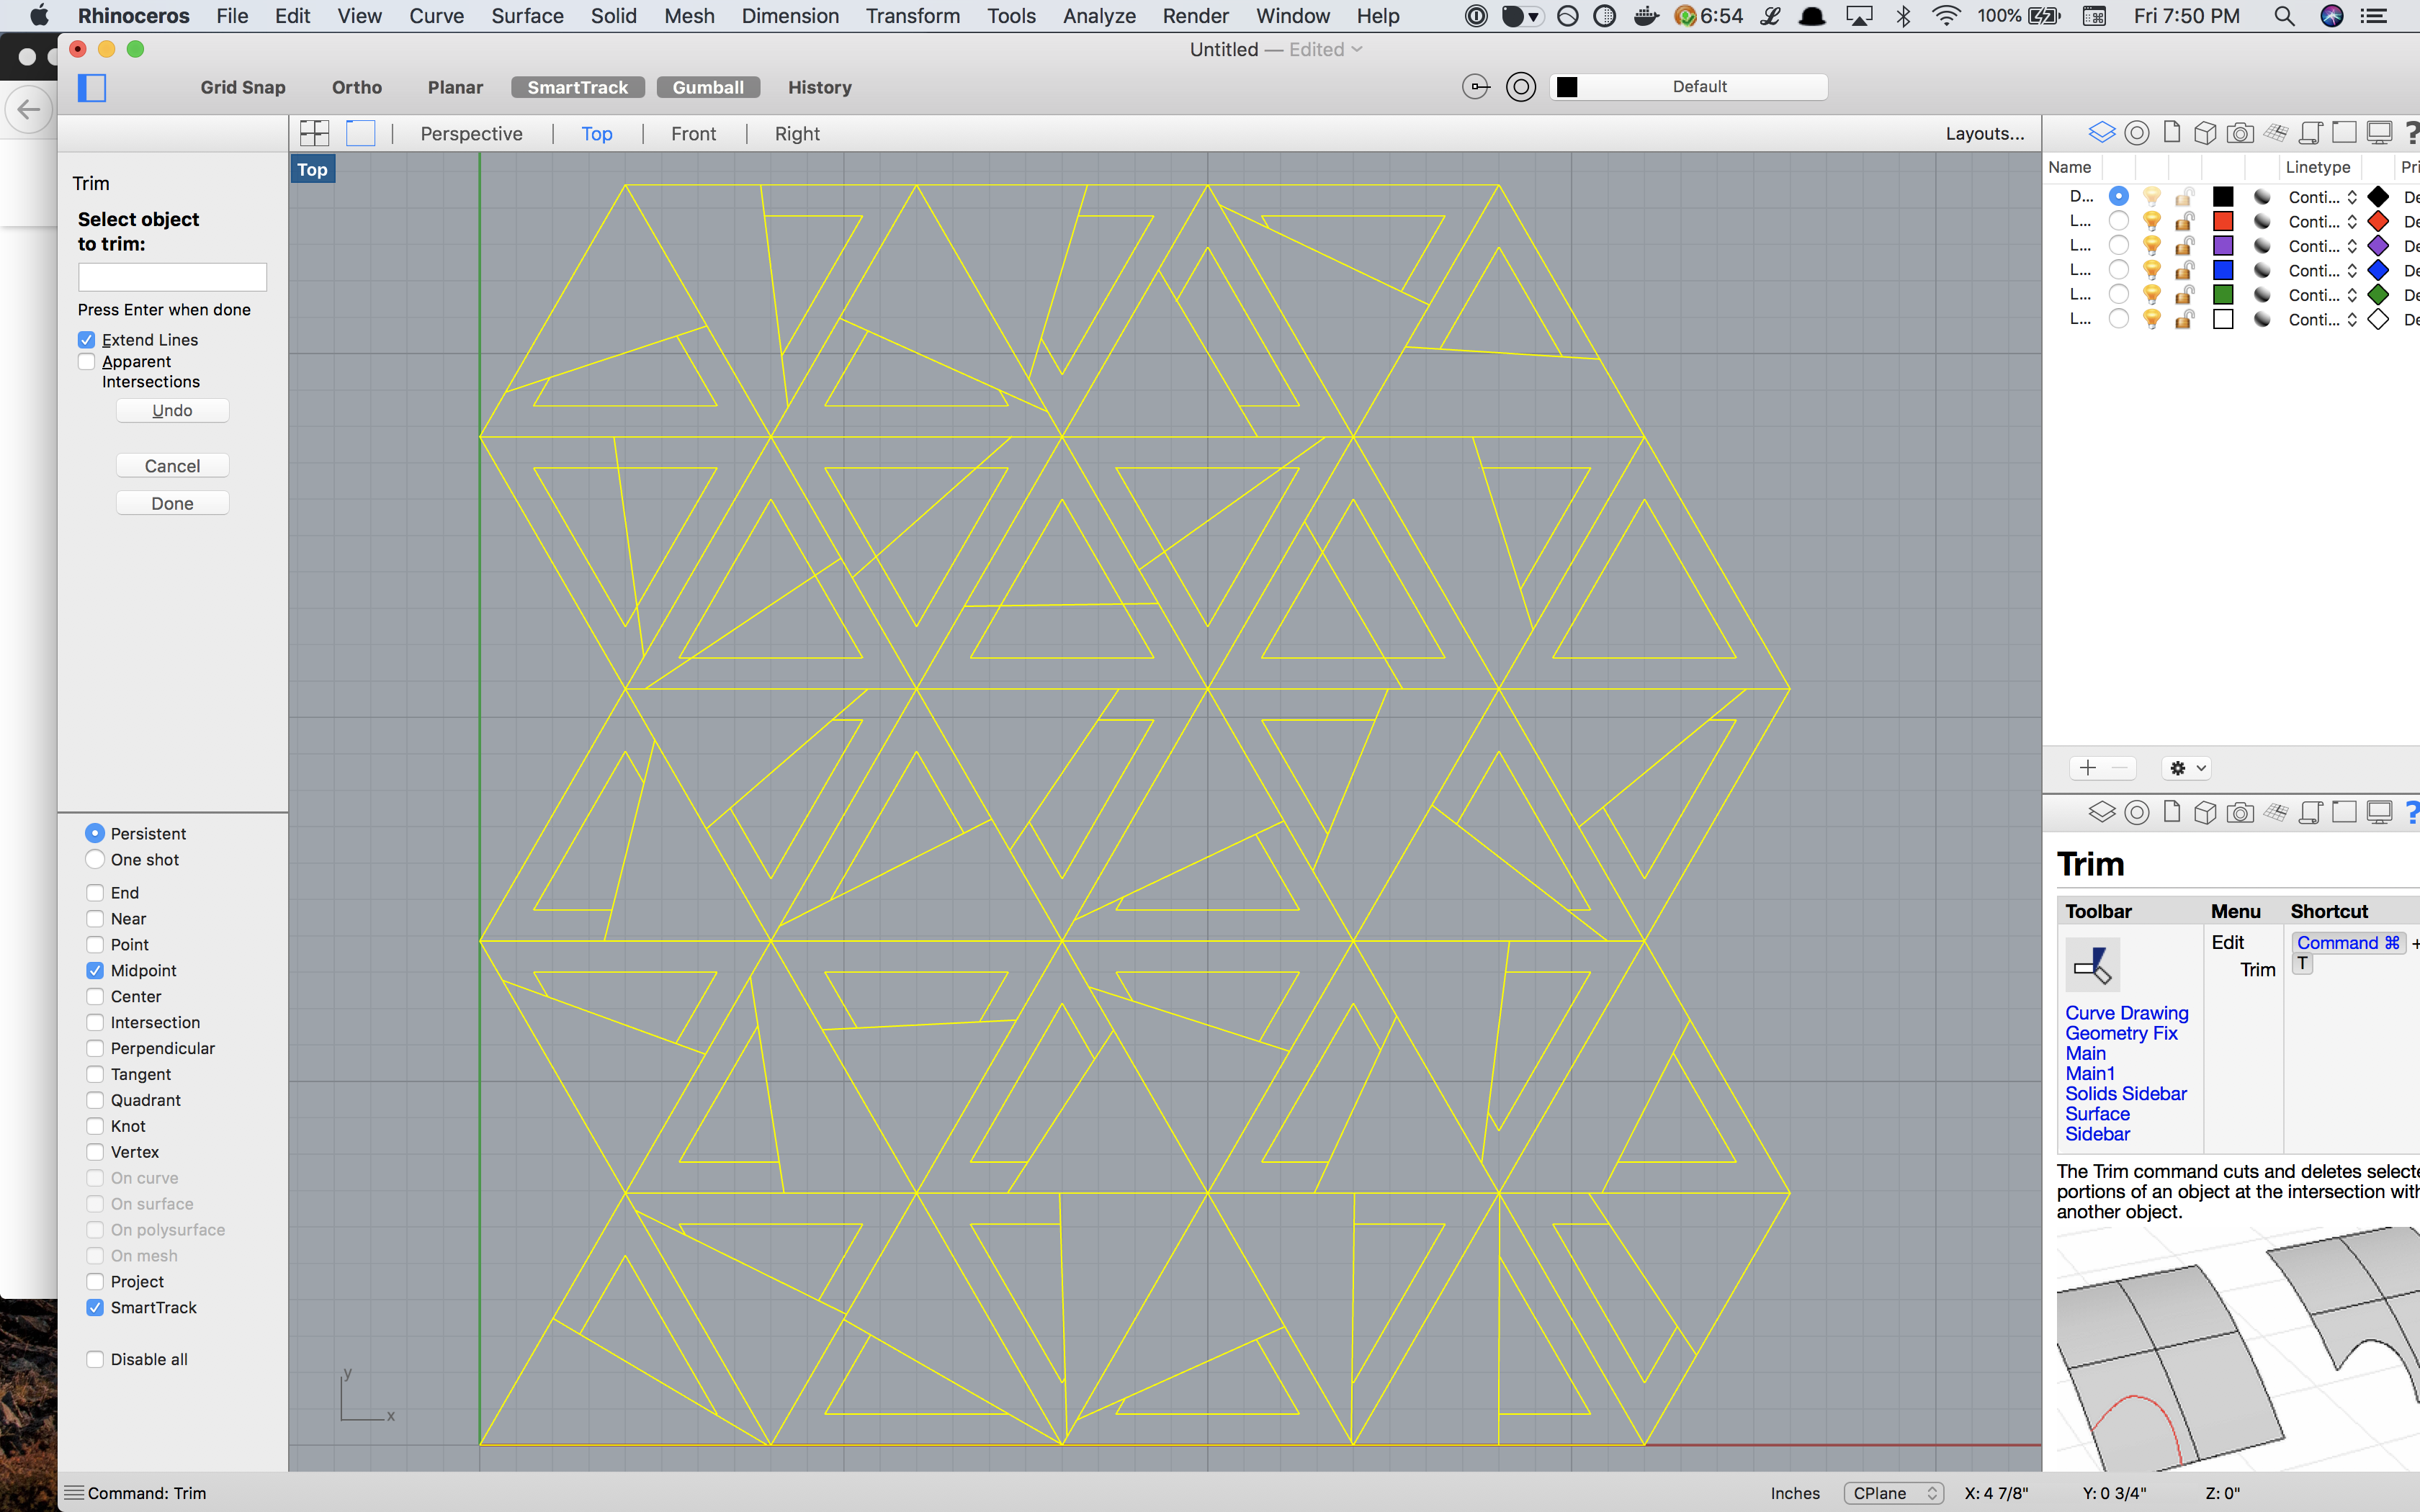 Rhinoceros File Edit View Curve Surface Solid Mesh Dimension Transform Tools Analyze Render Window Help 6:54 100% Fri 7:50 PM
Untitled — Edited
Grid Snap Ortho Planar SmartTrack Gumball History Default
Perspective | Top | Front | Right Layouts...
Top
Trim
Select object
to trim:
Press Enter when done
Extend Lines
Apparent
Intersections
Undo
Cancel
Done
Persistent
One shot
End
Near
Point
Midpoint
Center
Intersection
Perpendicular
Tangent
Quadrant
Knot
Vertex
On curve
On surface
On polysurface
On mesh
Project
SmartTrack
Disable all
y
x
Name Linetype Pri
D... Conti... De
L... Conti... De
L... Conti... De
L... Conti... De
L... Conti... De
L... Conti... De
Trim
Toolbar Menu Shortcut
Edit Command ⌘ +
Trim T
Curve Drawing
Geometry Fix
Main
Main1
Solids Sidebar
Surface
Sidebar
The Trim command cuts and deletes selecte
portions of an object at the intersection with
another object.
Command: Trim Inches CPlane X: 4 7/8" Y: 0 3/4" Z: 0"